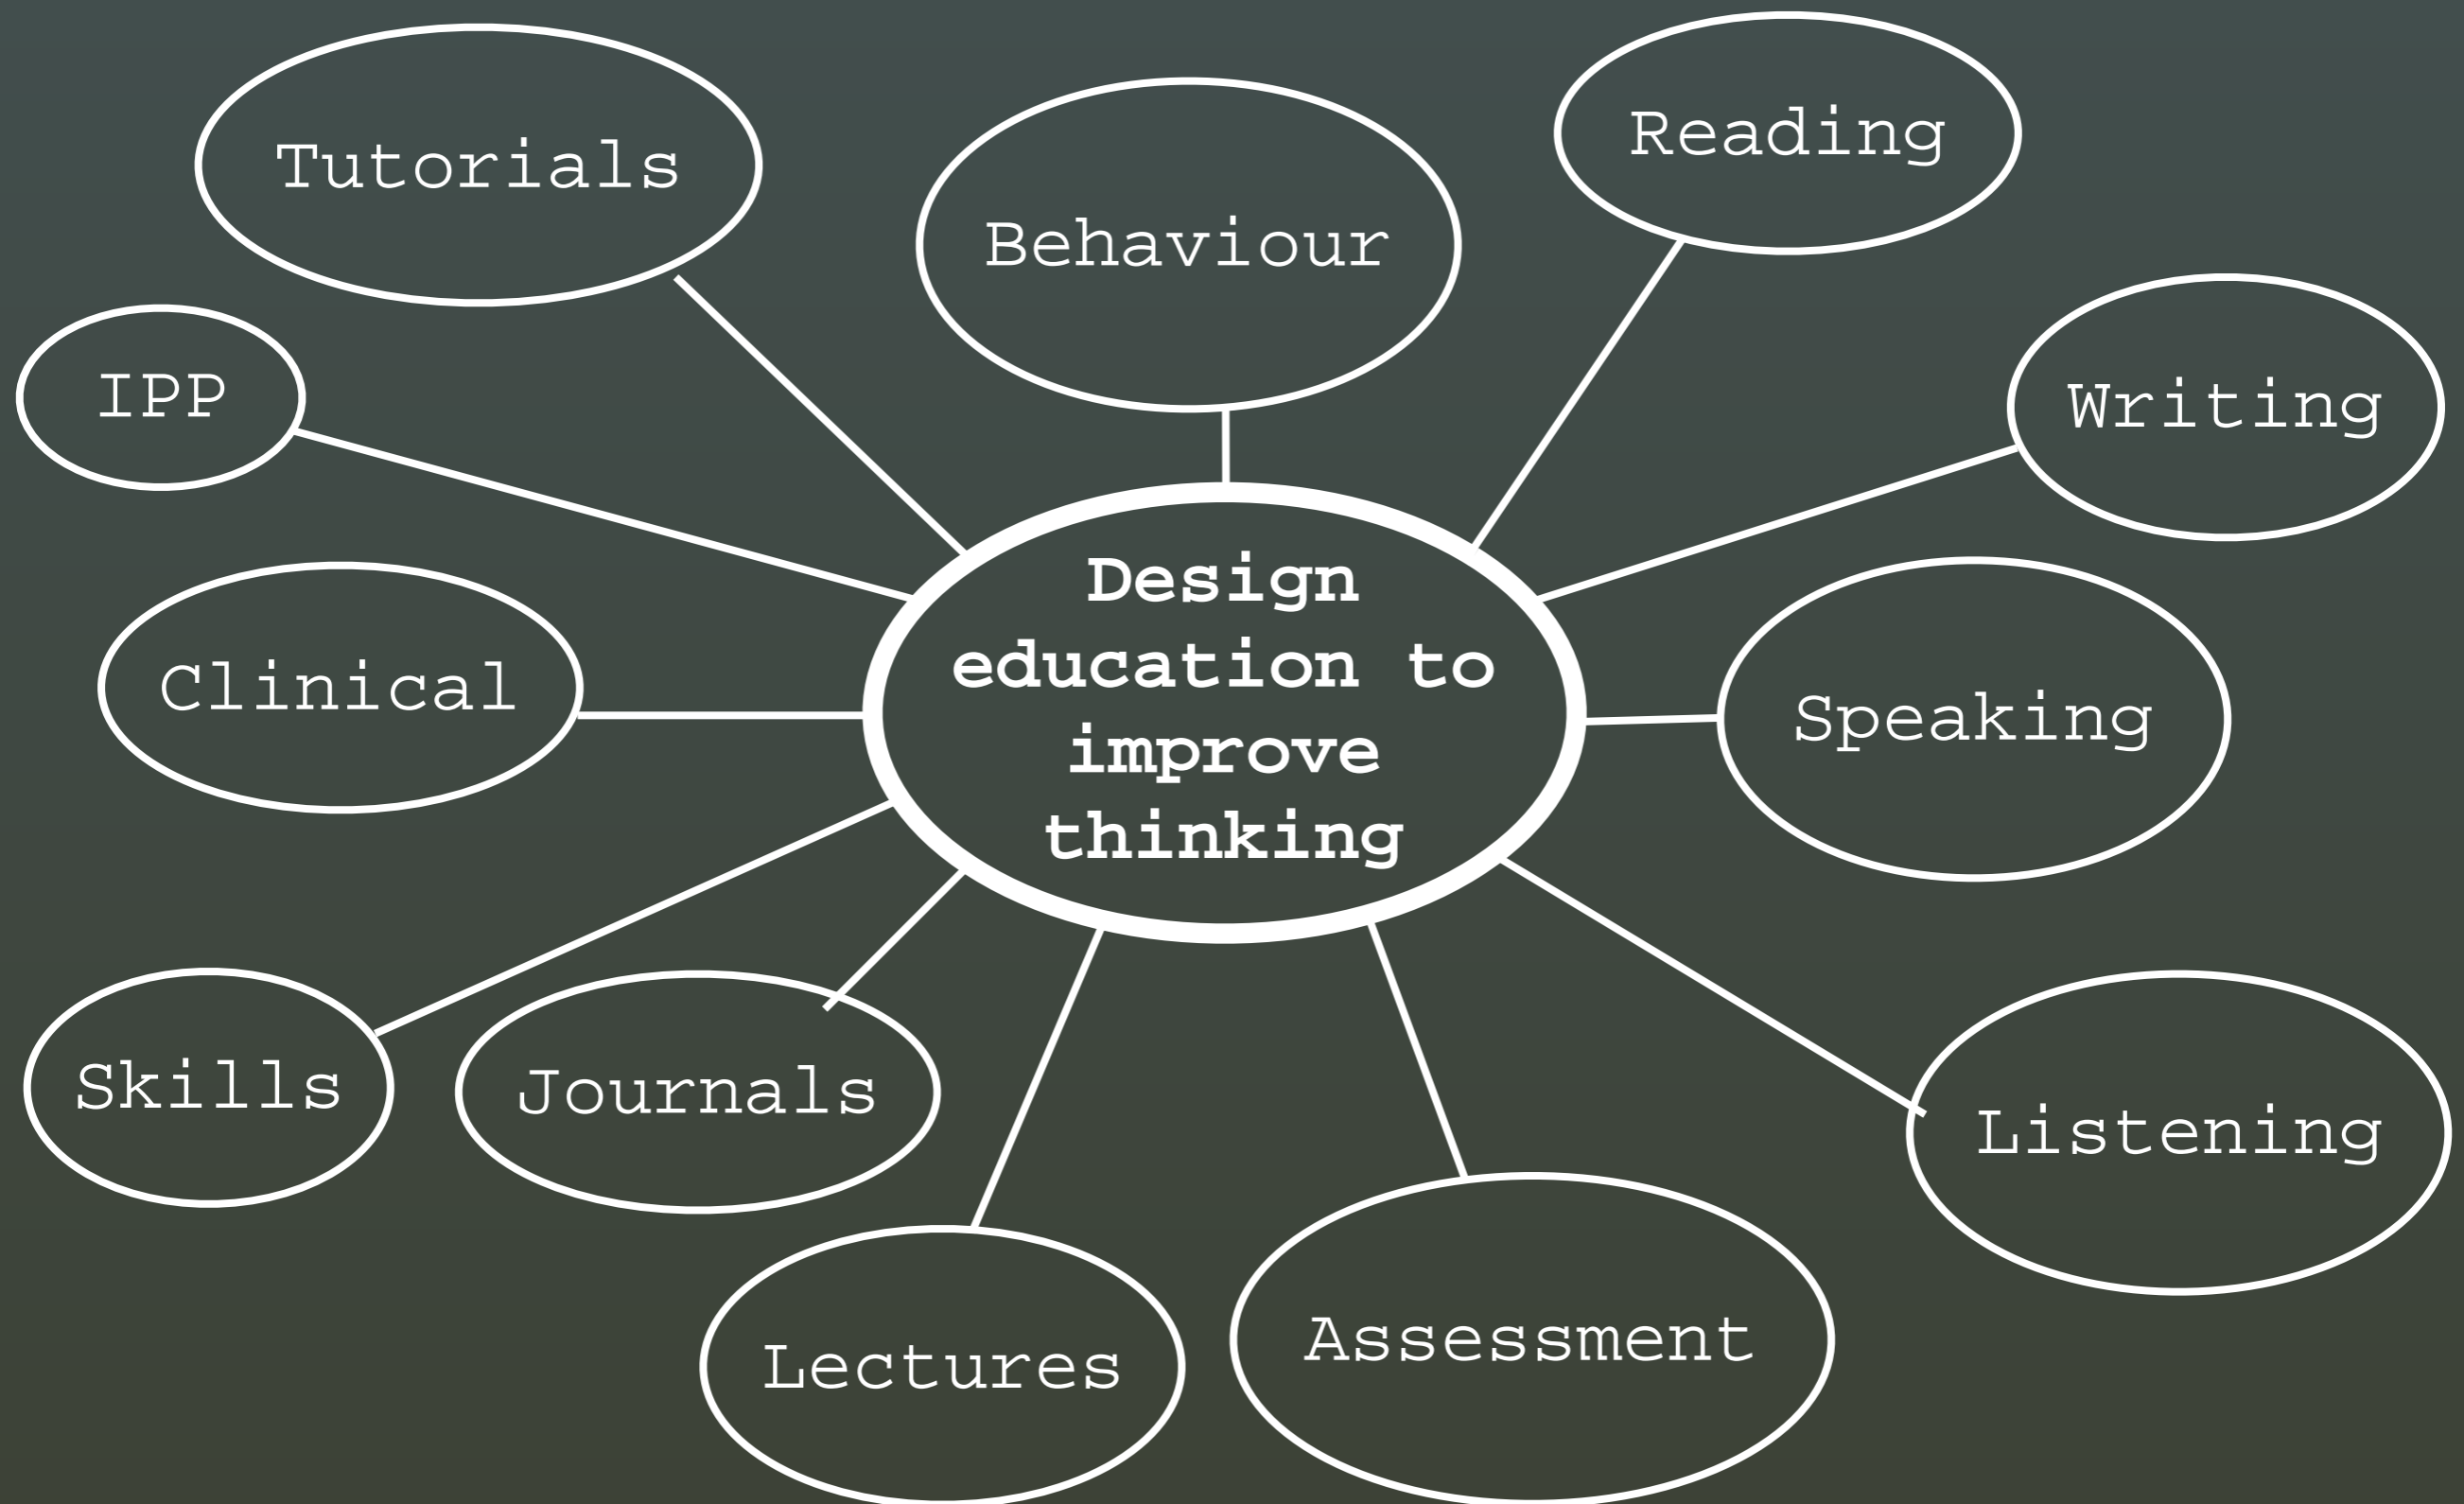 Tutorials
Behaviour
Reading
IPP
Writing
Design
education to
improve
thinking
Clinical
Speaking
Skills
Journals
Listening
Lectures
Assessment